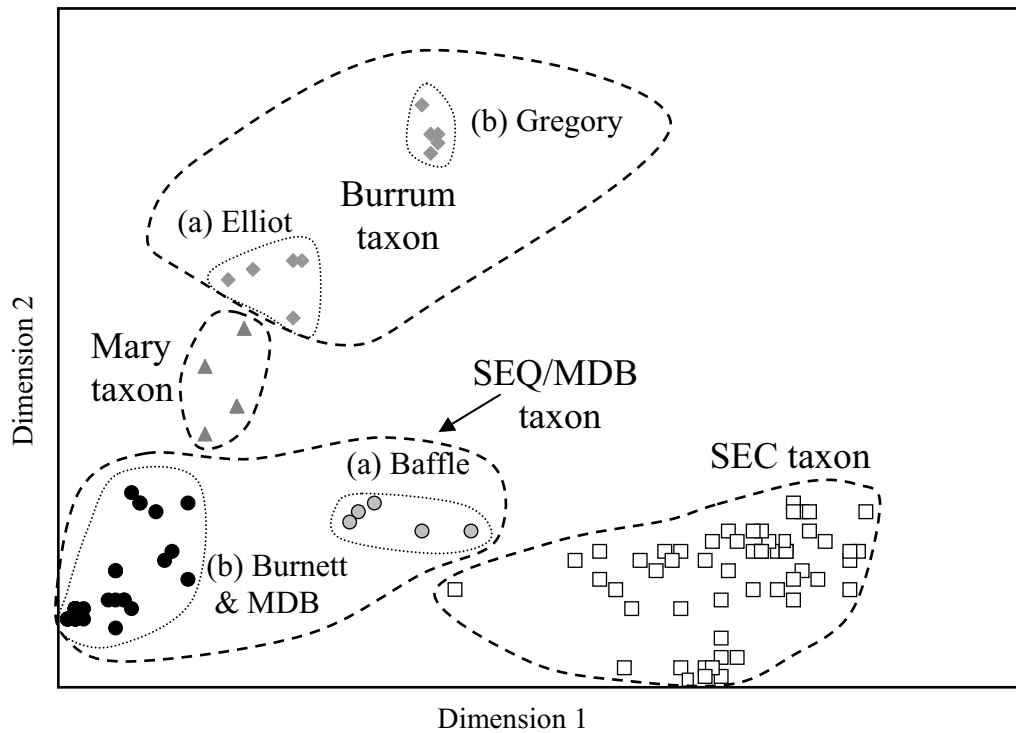 (b) Gregory
Burrum
taxon
(a) Elliot
Mary
taxon
SEQ/MDB
taxon
(a) Baffle
SEC taxon
(b) Burnett
& MDB
Dimension 2
Dimension 1